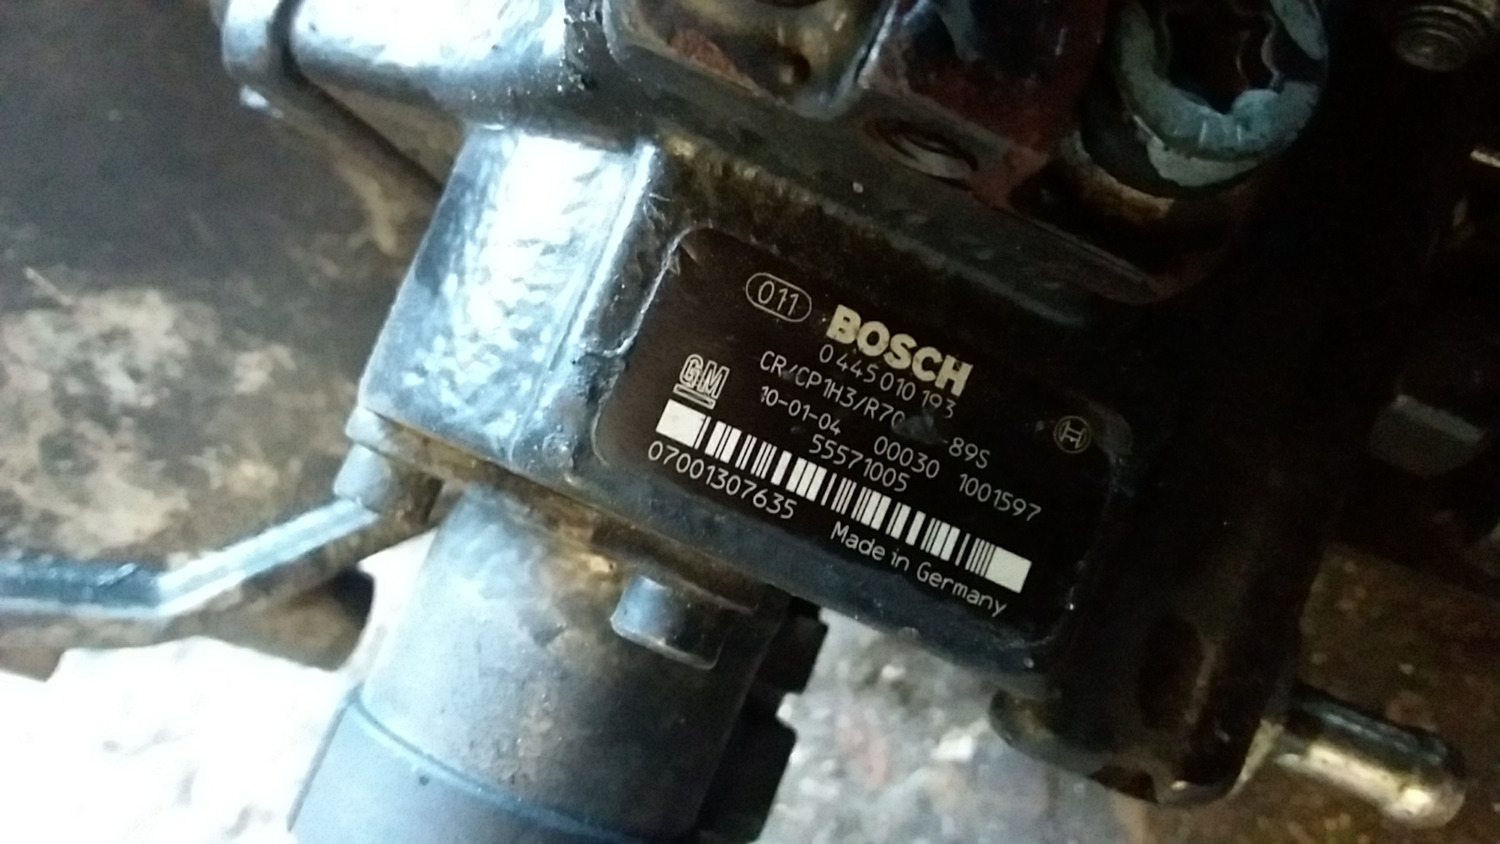 011
BOSCH
0 445 010 193
GM
CR/CP1H3/R70 -89S
10-01-04 00030 1001597
55571005
07001307635
Made in Germany